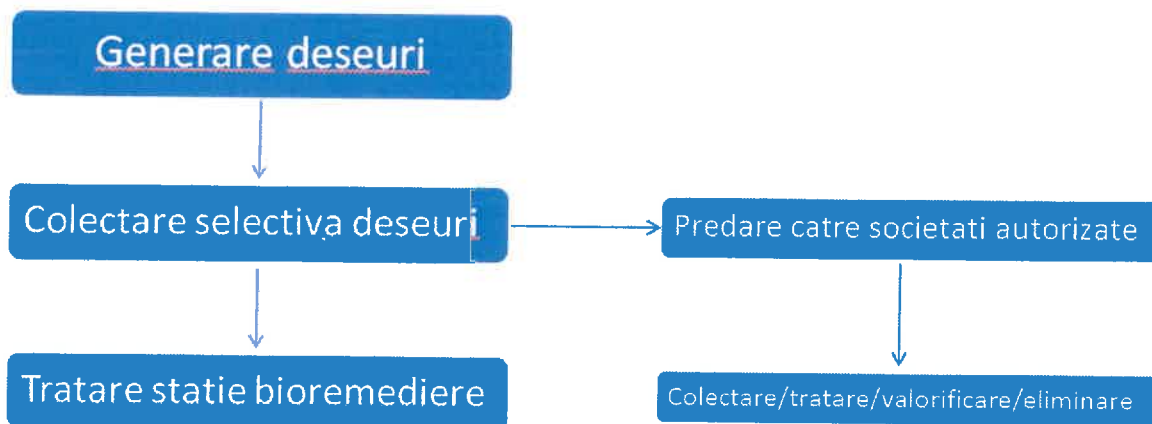 Generare deseuri
Colectare selectiva deseuri
Predare catre societati autorizate
Tratare statie bioremediere
Colectare/tratare/valorificare/eliminare